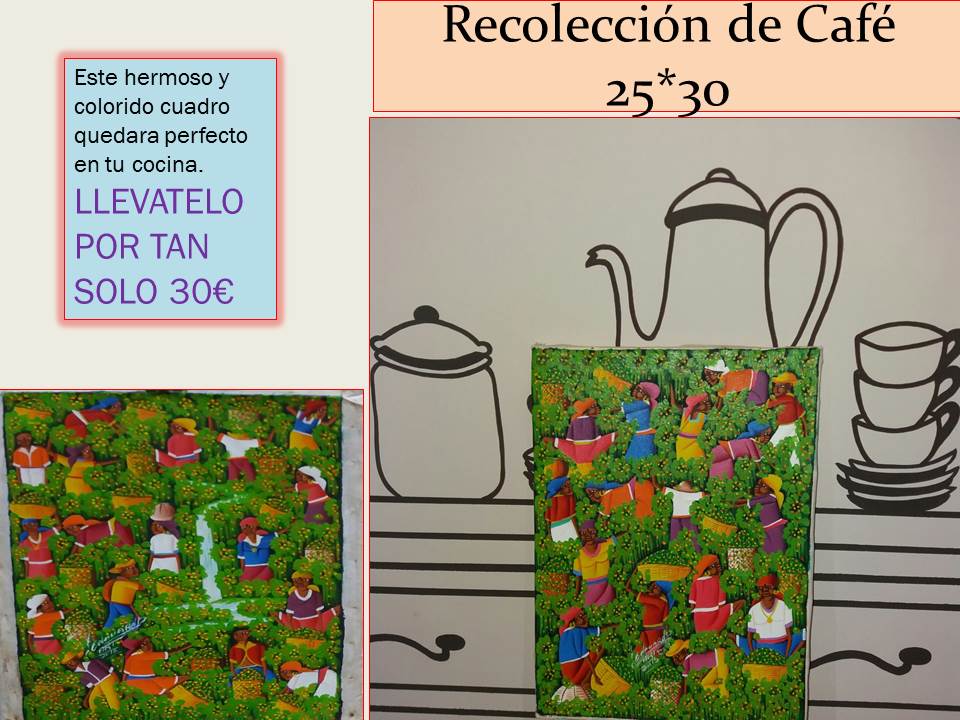 Recolección de Café
25*30
Este hermoso y
colorido cuadro
quedara perfecto
en tu cocina.
LLEVATELO
POR TAN
SOLO 30€